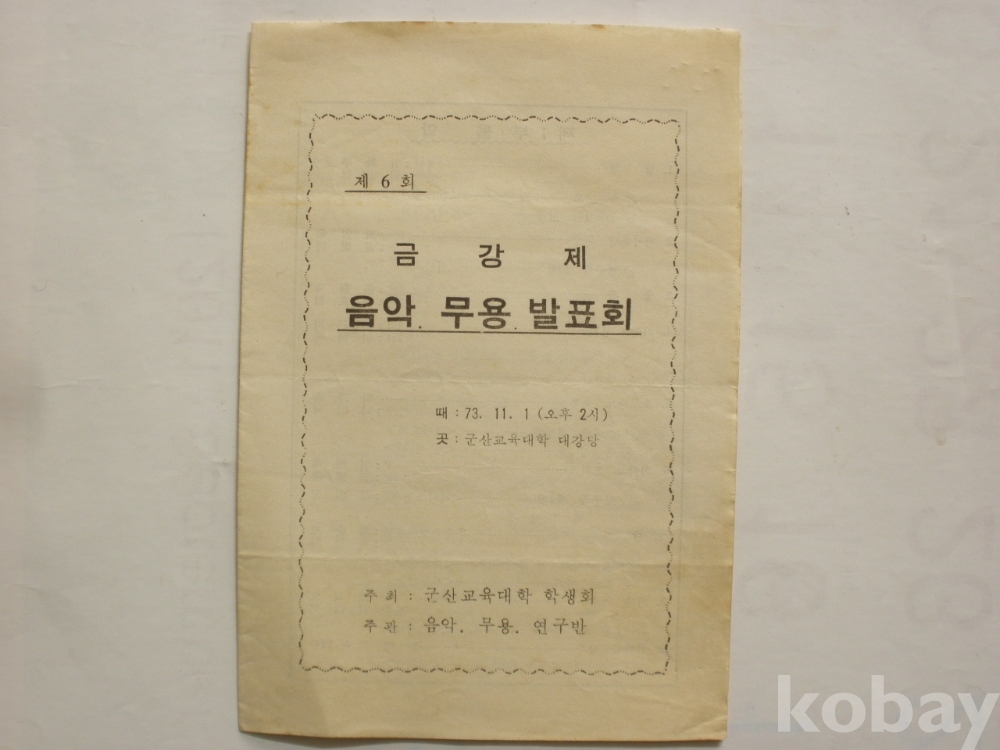 제 6 회
금 강 제
음악. 무용. 발표회
때 : 73. 11. 1 (오후 2시)
곳 : 군산교육대학 대강당
주최 : 군산교육대학 학생회
주관 : 음악. 무용. 연구반
kobay